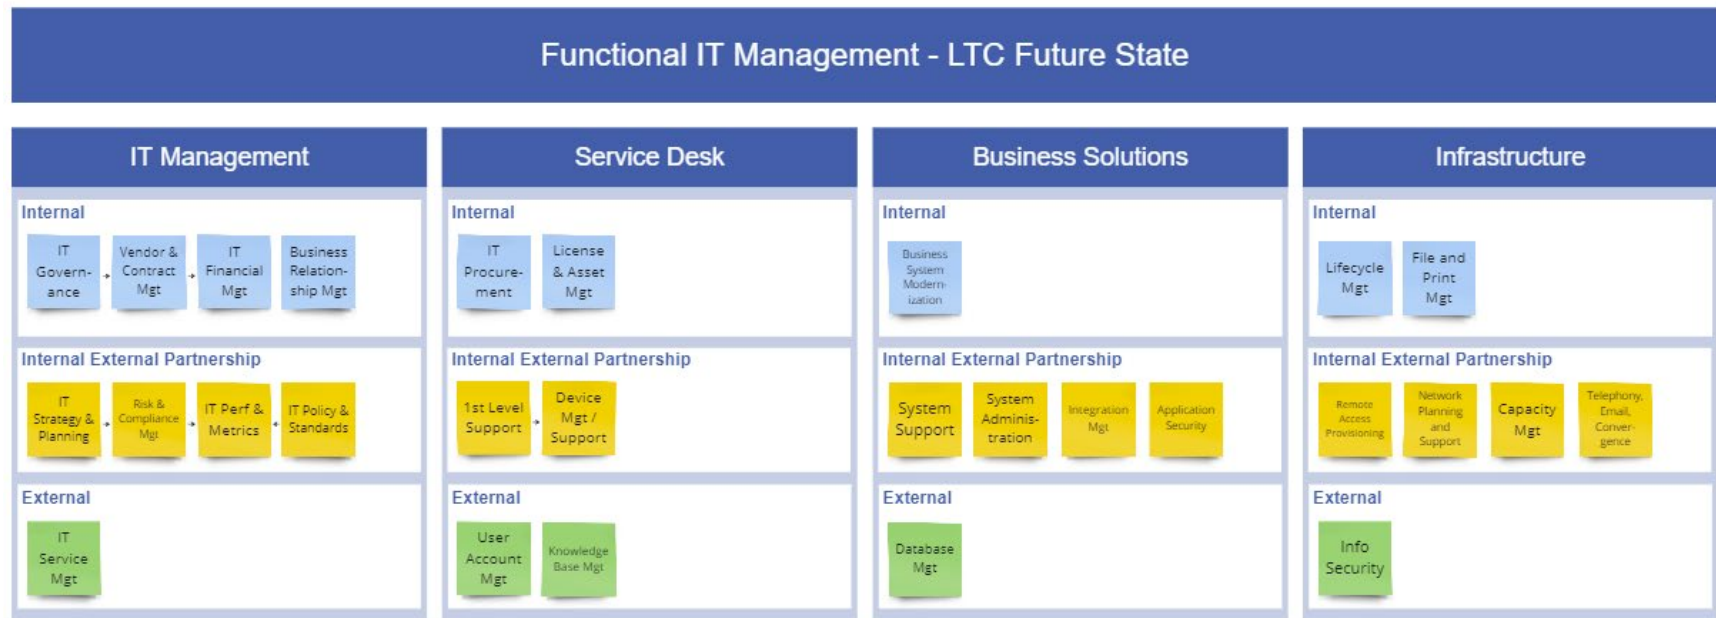 Functional IT Management - LTC Future State
IT Management
Internal
IT
Govern-
ance
Vendor &
Contract
Mgt
IT
Financial
Mgt
Business
Relation-
ship Mgt
Internal External Partnership
IT
Strategy &
Planning
Risk &
Compliance
Mgt
IT Perf &
Metrics
IT Policy &
Standards
External
IT
Service
Mgt
Service Desk
Internal
IT
Procure-
ment
License
& Asset
Mgt
Internal External Partnership
1st Level
Support
Device
Mgt /
Support
External
User
Account
Mgt
Knowledge
Base Mgt
Business Solutions
Internal
Business
System
Modern-
ization
Internal External Partnership
System
Support
System
Adminis-
tration
Integration
Mgt
Application
Security
External
Database
Mgt
Infrastructure
Internal
Lifecycle
Mgt
File and
Print
Mgt
Internal External Partnership
Remote
Access
Provisioning
Network
Planning
and
Support
Capacity
Mgt
Telephony,
Email,
Conver-
gence
External
Info
Security